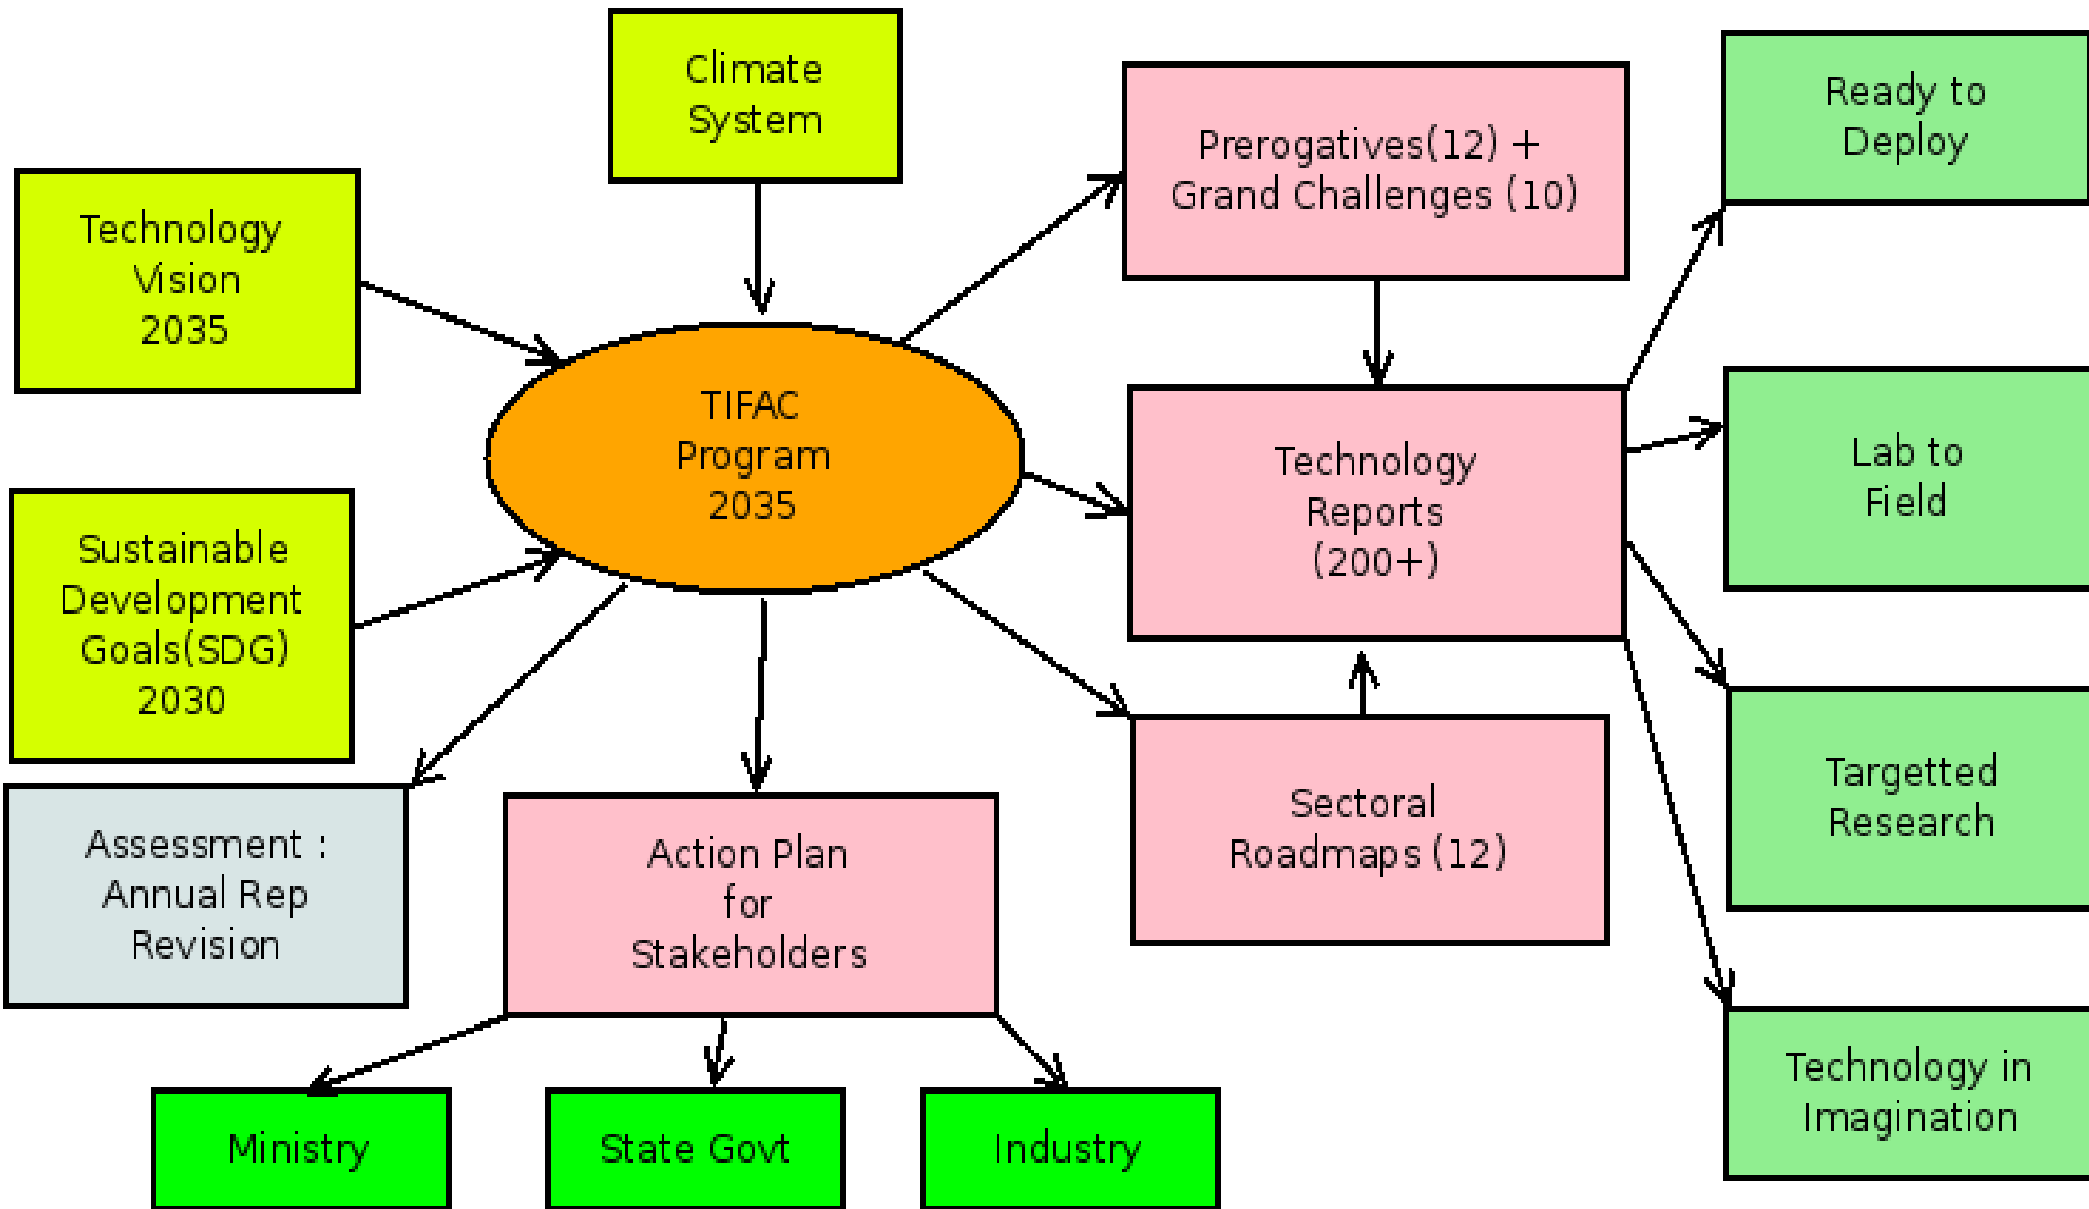 Climate
System
Technology
Vision
2035
Prerogatives(12) +
Grand Challenges (10)
Ready to
Deploy
TIFAC
Program
2035
Technology
Reports
(200+)
Lab to
Field
Sustainable
Development
Goals(SDG)
2030
Sectoral
Roadmaps (12)
Targetted
Research
Assessment :
Annual Rep
Revision
Action Plan
for
Stakeholders
Technology in
Imagination
Ministry
State Govt
Industry